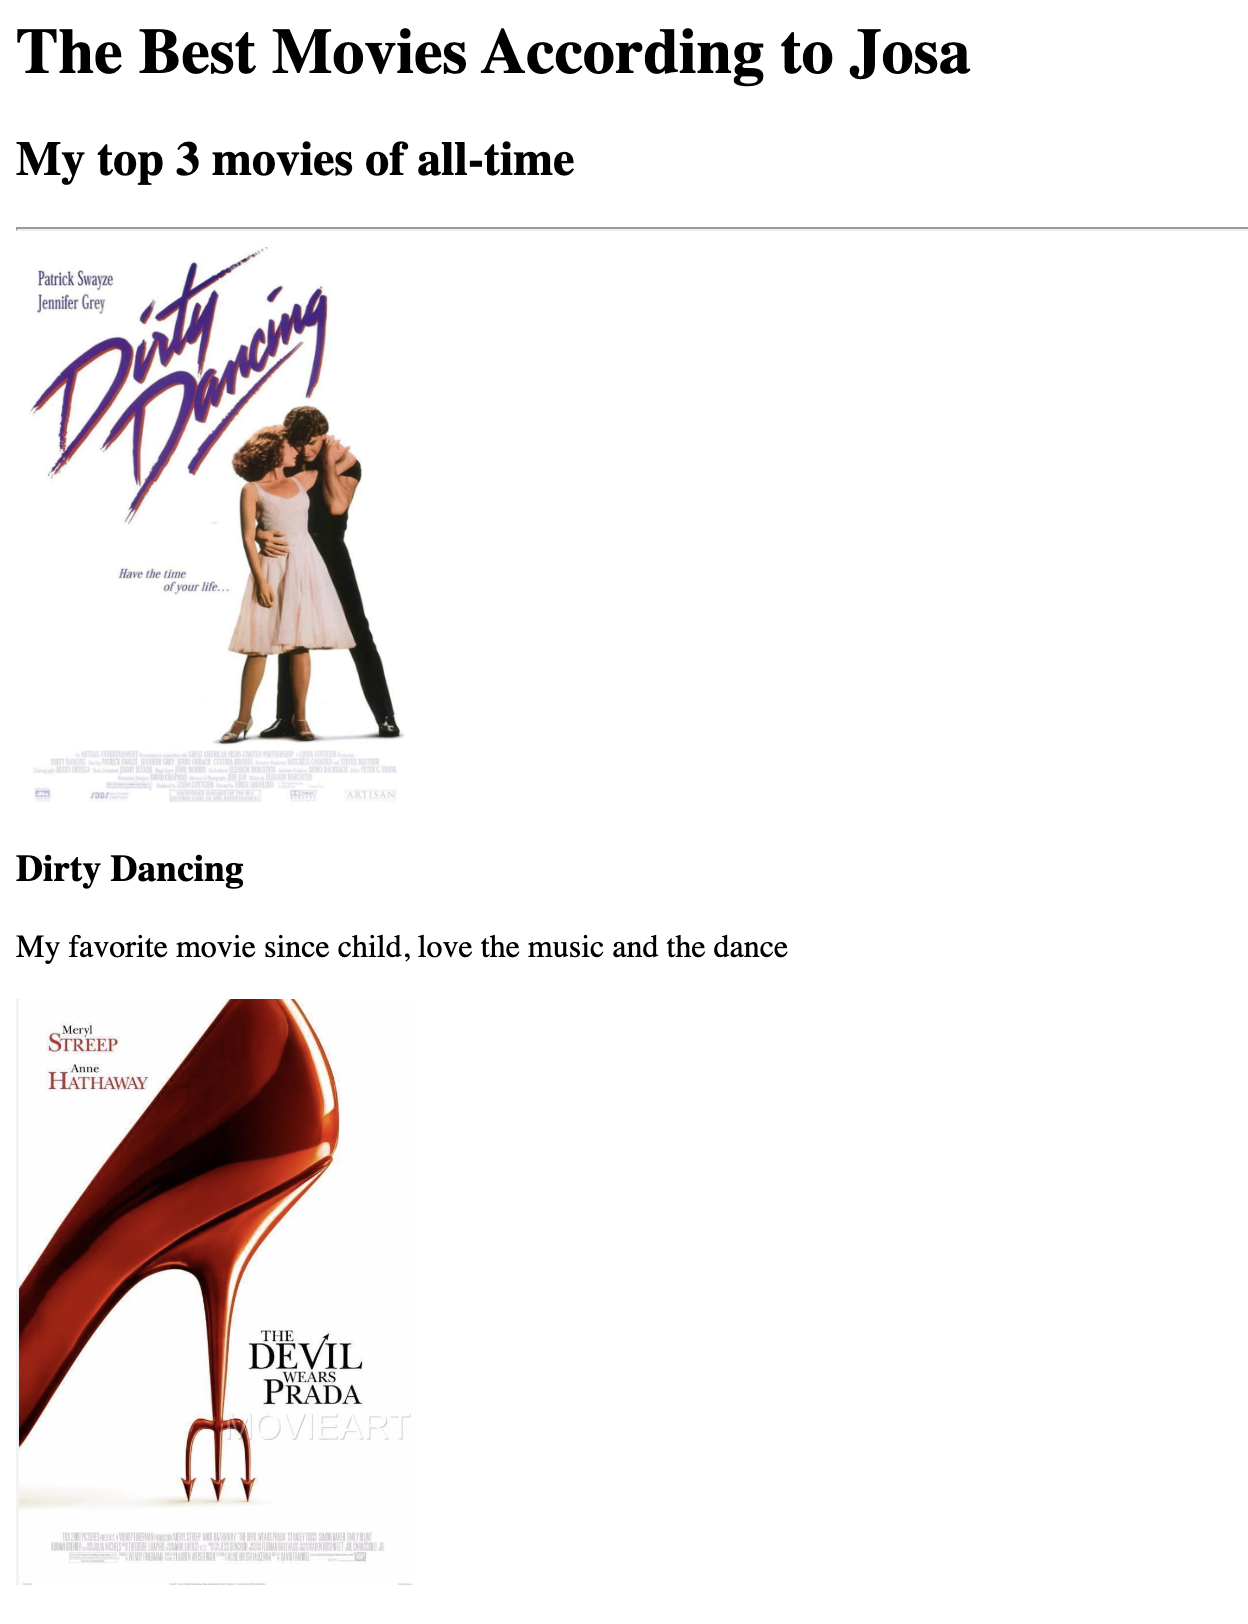 The Best Movies According to Josa
My top 3 movies of all-time
Patrick Swayze
Jennifer Grey
Dirty
Dancing
Have the time
of your life...
ARTISAN
Dirty Dancing
My favorite movie since child, love the music and the dance
Meryl
STREEP
Anne
HATHAWAY
THE
DEVIL
WEARS
PRADA
MOVIEART